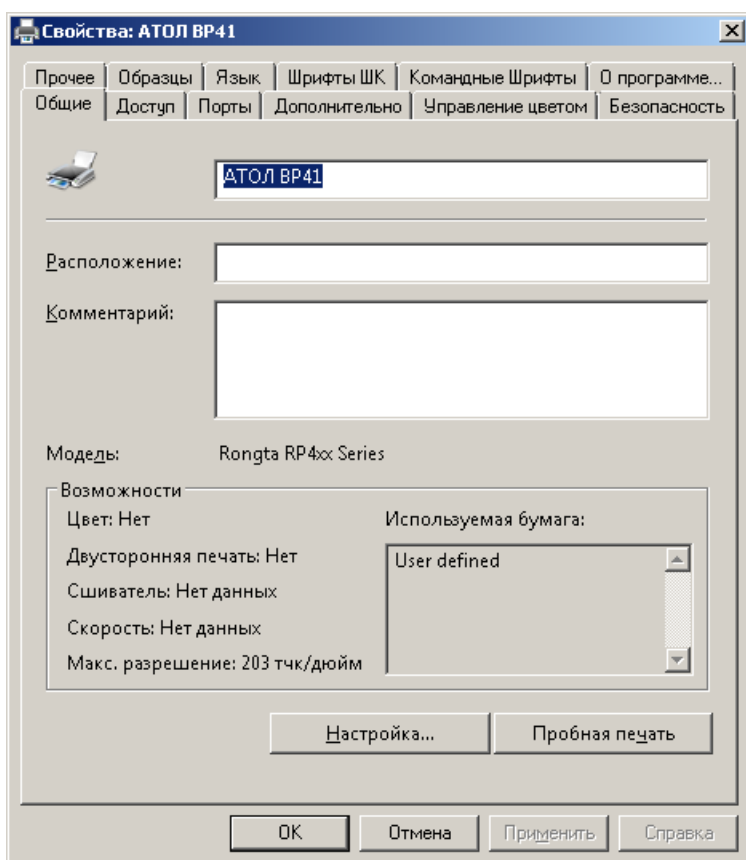 Свойства: АТОЛ BP41
Прочее Образцы Язык Шрифты ШК Командные Шрифты О программе...
Общие Доступ Порты Дополнительно Управление цветом Безопасность
АТОЛ BP41
Расположение:
Комментарий:
Модель: Rongta RP4xx Series
Возможности
Цвет: Нет Используемая бумага:
Двусторонняя печать: Нет User defined
Сшиватель: Нет данных
Скорость: Нет данных
Макс. разрешение: 203 тчк/дюйм
Настройка... Пробная печать
OK Отмена Применить Справка